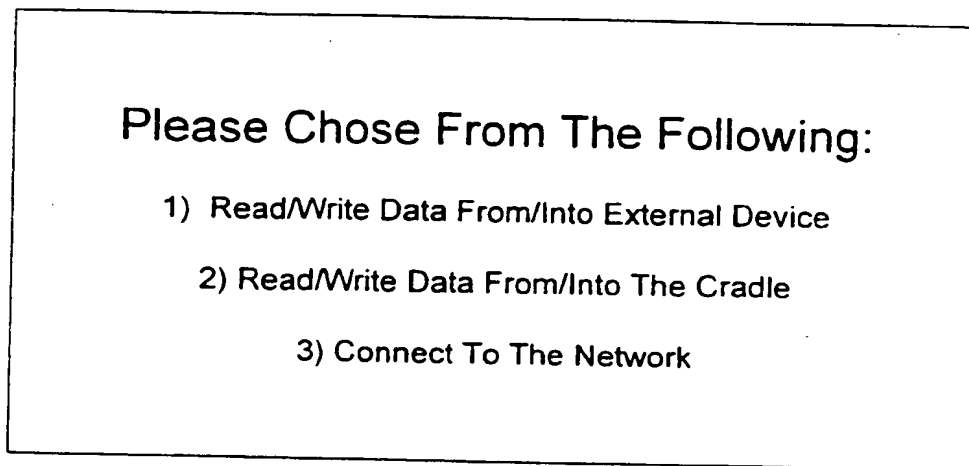 Please Chose From The Following:
1) Read/Write Data From/Into External Device
2) Read/Write Data From/Into The Cradle
3) Connect To The Network